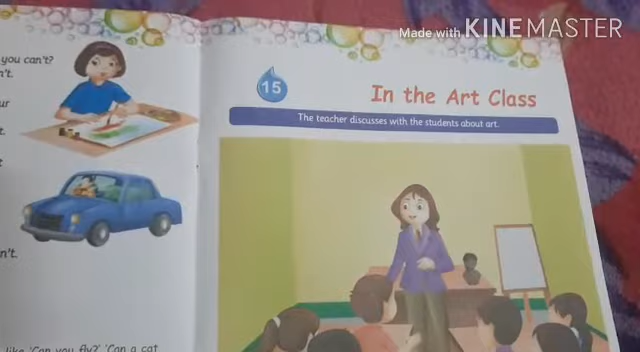 Made with KINEMASTER
you can't?
n't.
ur
t.
t
n't.
like 'Can you fly?' 'Can a cat
15
In the Art Class
The teacher discusses with the students about art.